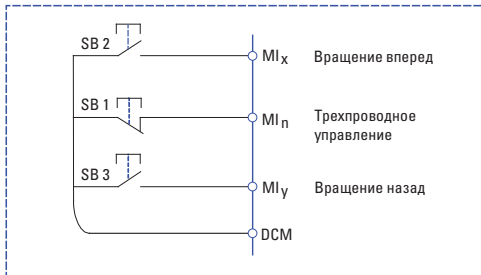 SB 2
MIx Вращение вперед
SB 1
MIn Трехпроводное
управление
SB 3
MIy Вращение назад
DCM